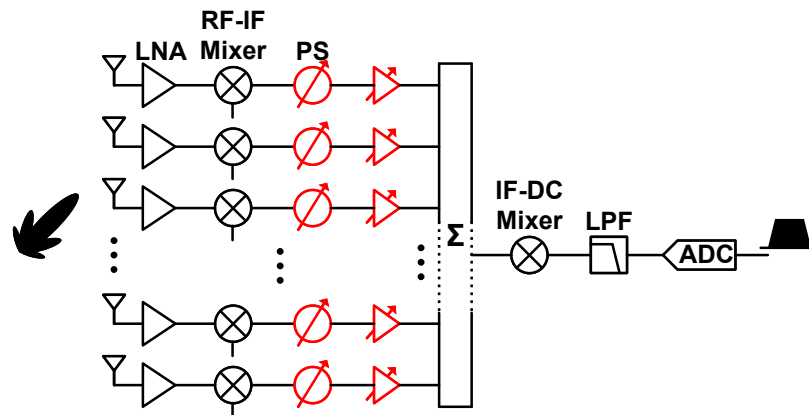 RF-IF
Mixer
LNA
PS
IF-DC
Mixer
LPF
Σ
ADC